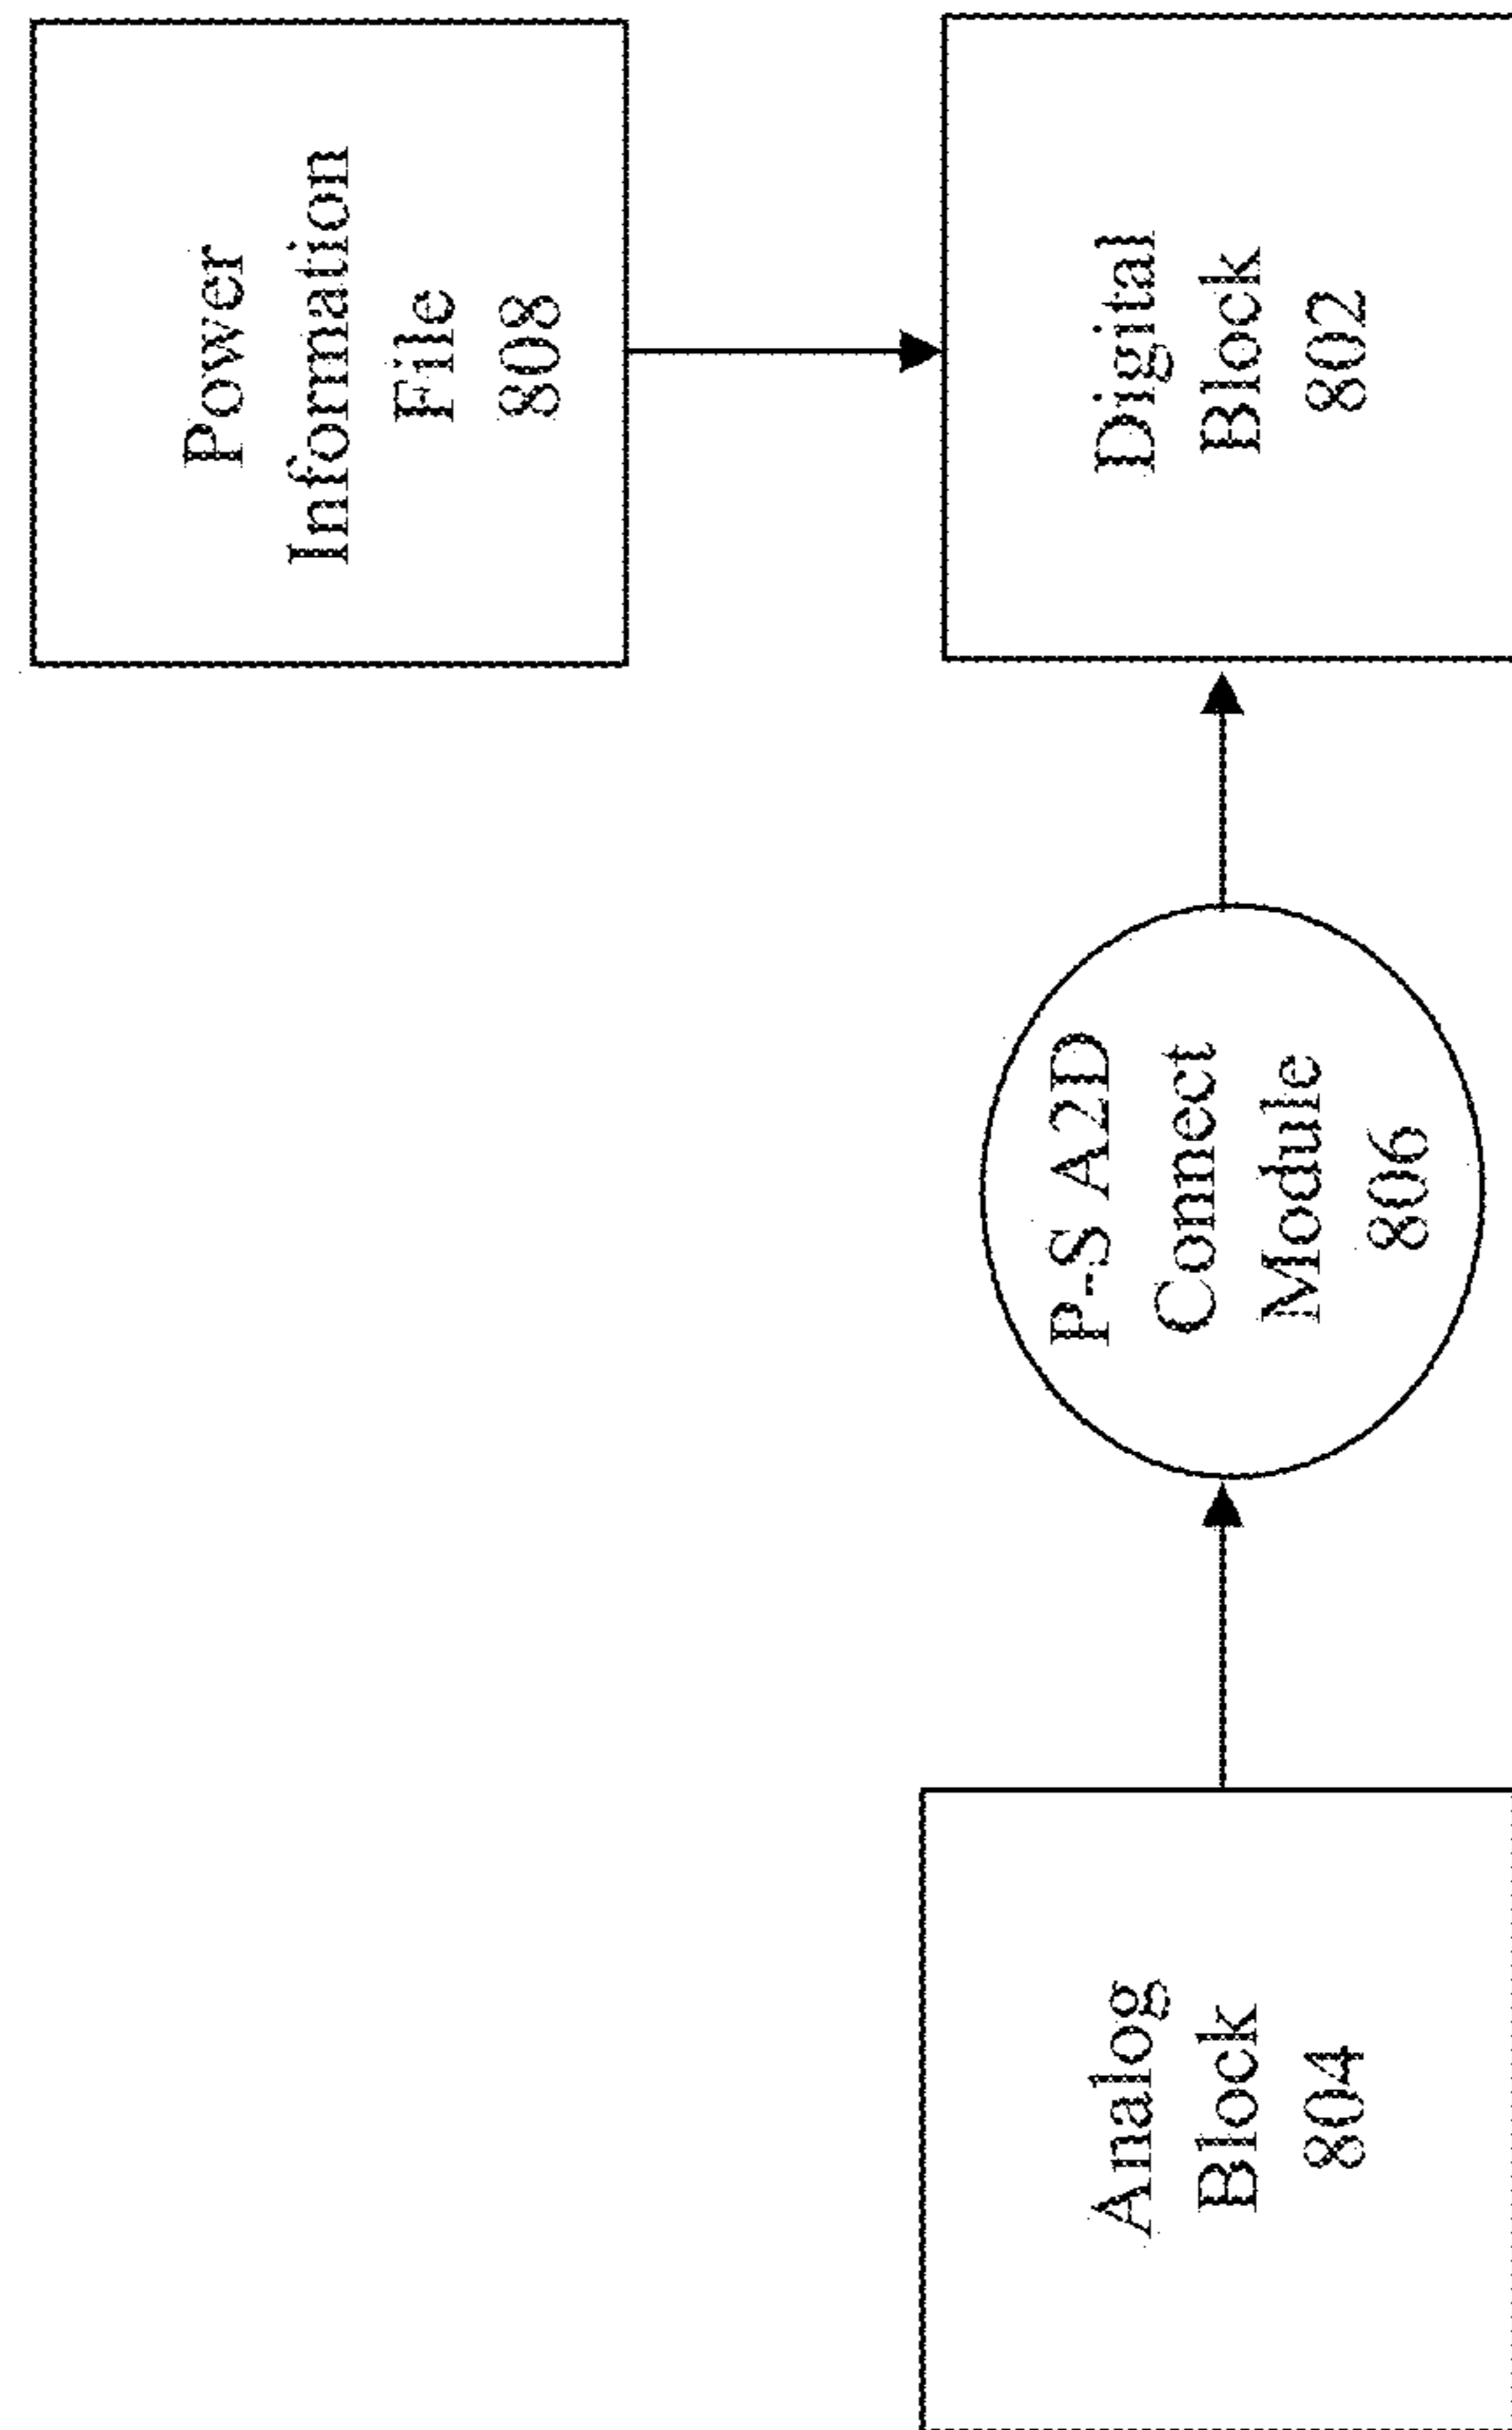 Power
Information
File
808
Analog
Block
804
P-S A2D
Connect
Module
806
Digital
Block
802